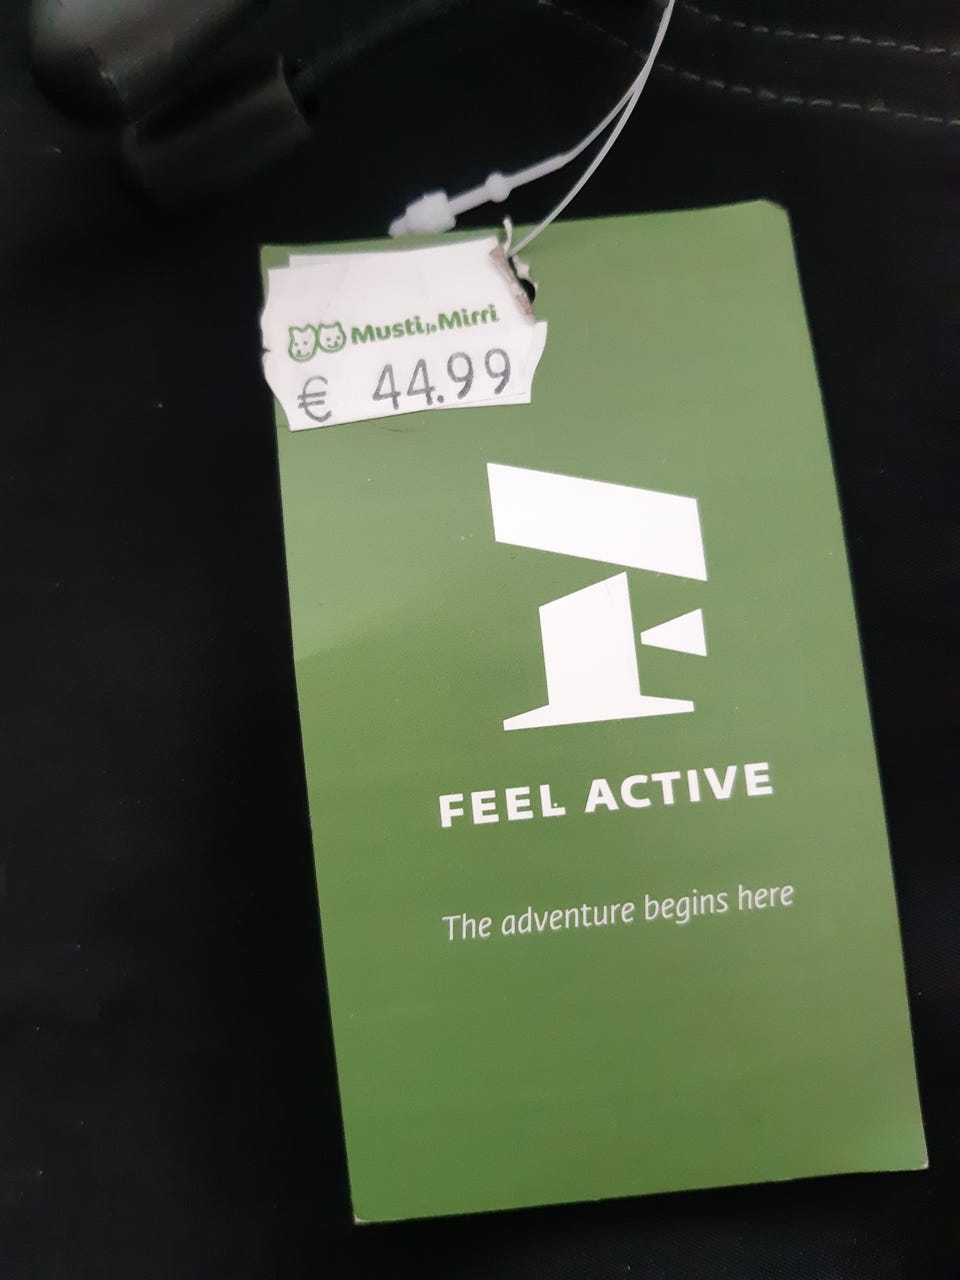 Musti ja Mirri
€ 44.99
FEEL ACTIVE
The adventure begins here